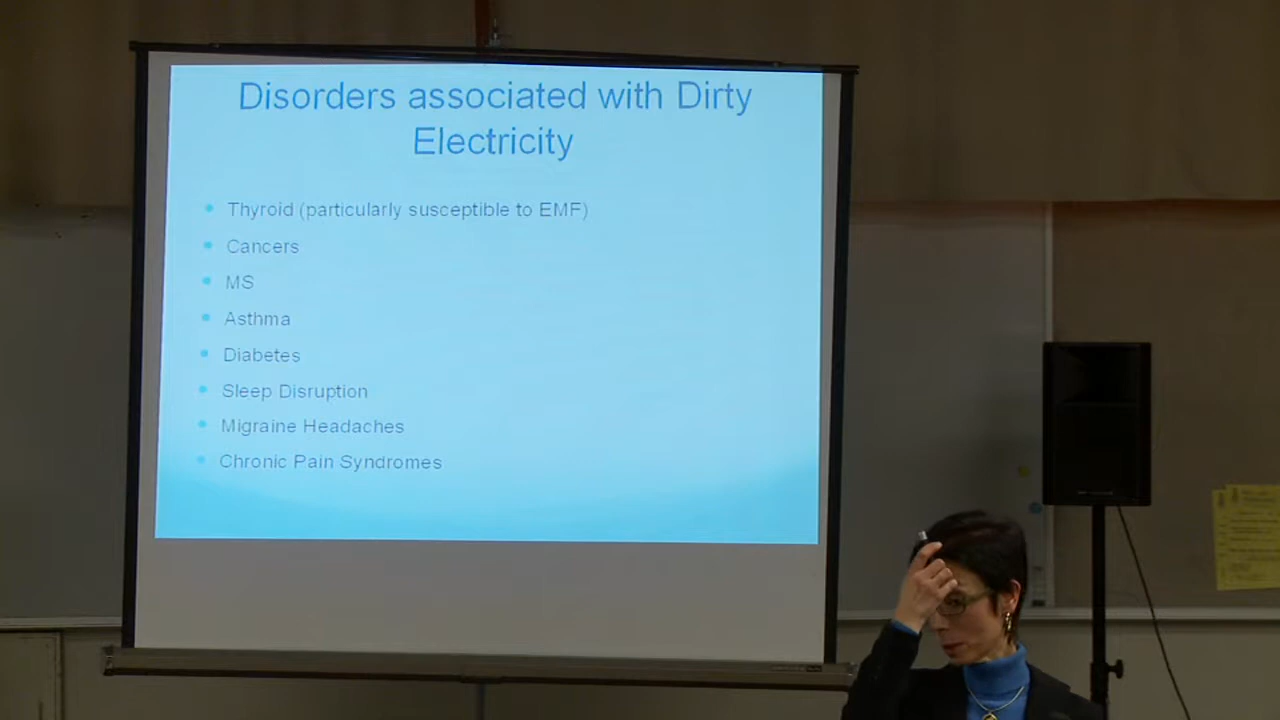 Disorders associated with Dirty
Electricity
Thyroid (particularly susceptible to EMF)
Cancers
MS
Asthma
Diabetes
Sleep Disruption
Migraine Headaches
Chronic Pain Syndromes